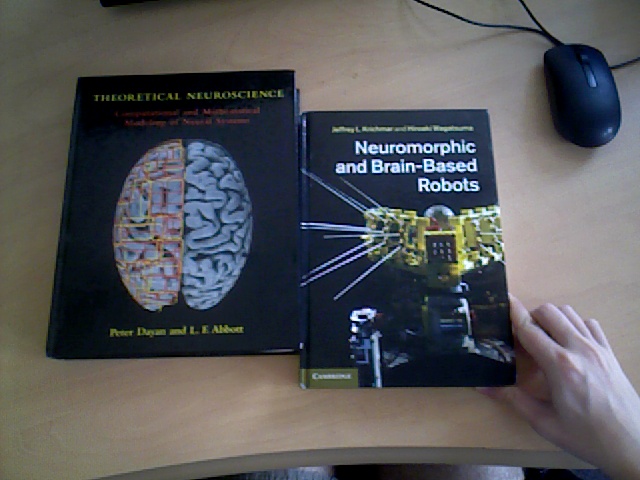 THEORETICAL NEUROSCIENCE
Computational and Mathematical
Modeling of Neural Systems
Peter Dayan and L. F. Abbott
Jeffrey L. Krichmar and Hiroaki Wagatsuma
Neuromorphic
and Brain-Based
Robots
CAMBRIDGE